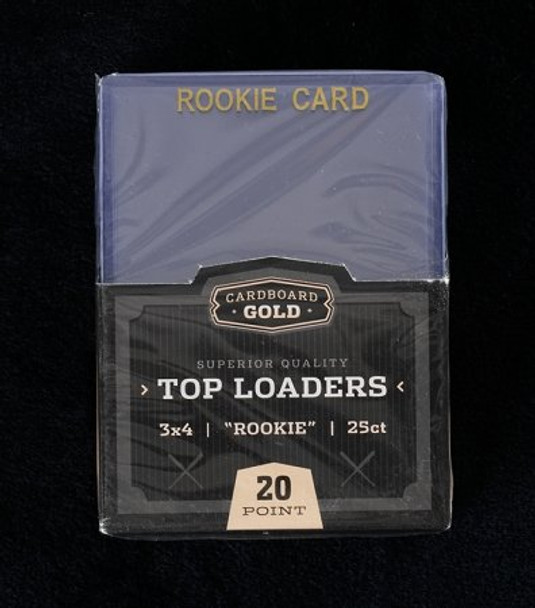 ROOKIE CARD
CARDBOARD
GOLD
SUPERIOR QUALITY
TOP LOADERS
3x4 | "ROOKIE" | 25ct
20
POINT